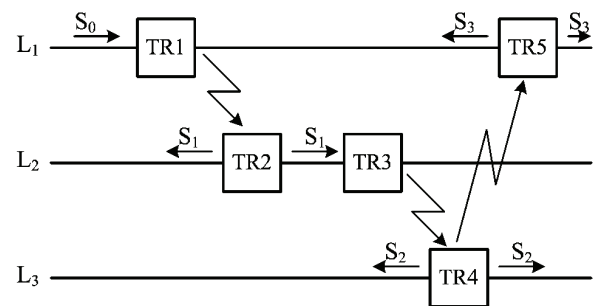 L₁ S₀ TR1 S₃ TR5 S₃
L₂ S₁ TR2 S₁ TR3
L₃ S₂ TR4 S₂